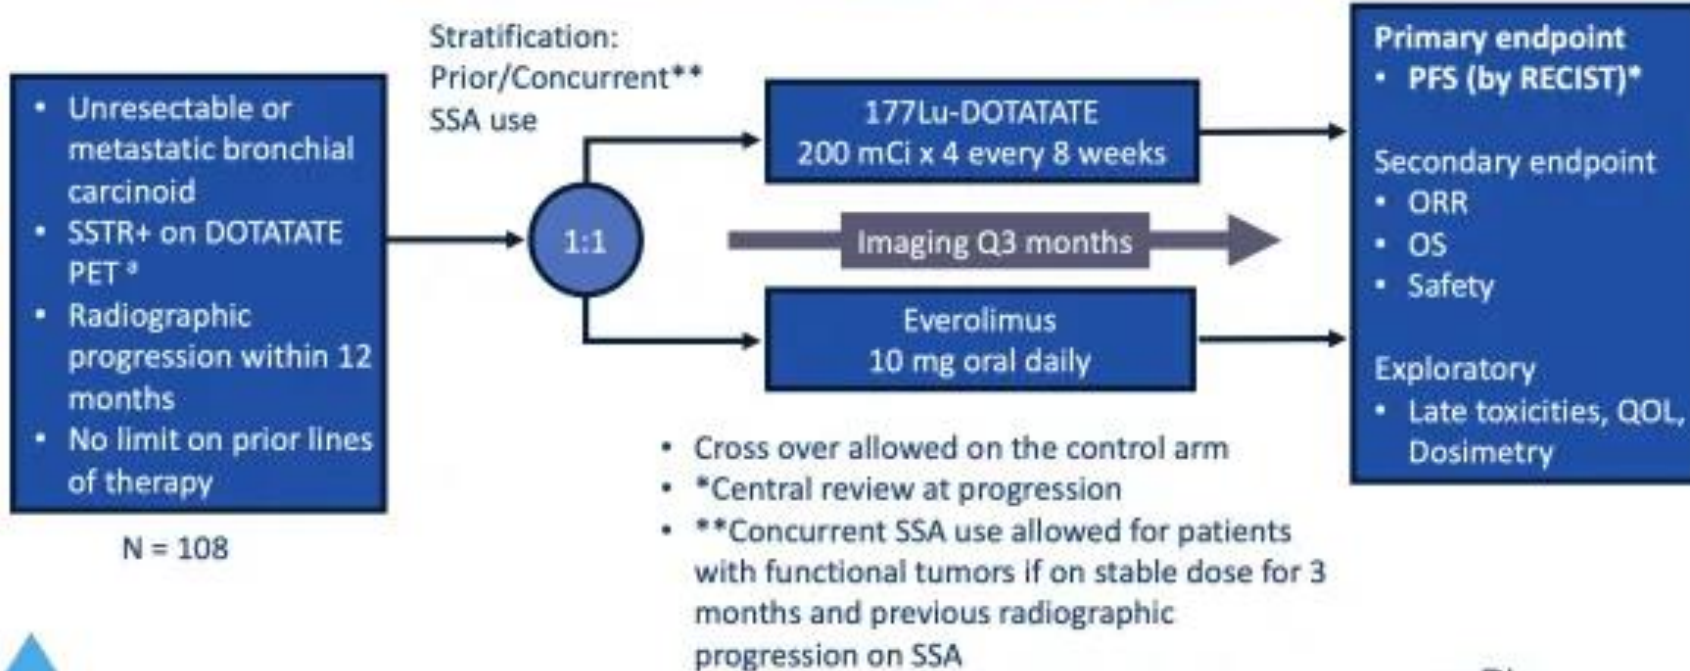 Stratification:
Prior/Concurrent**
SSA use
• Unresectable or
metastatic bronchial
carcinoid
• SSTR+ on DOTATATE
PET ª
• Radiographic
progression within 12
months
• No limit on prior lines
of therapy
N = 108
1:1
177Lu-DOTATATE
200 mCi x 4 every 8 weeks
Imaging Q3 months
Everolimus
10 mg oral daily
• Cross over allowed on the control arm
• *Central review at progression
• **Concurrent SSA use allowed for patients
with functional tumors if on stable dose for 3
months and previous radiographic
progression on SSA
Primary endpoint
• PFS (by RECIST)*
Secondary endpoint
• ORR
• OS
• Safety
Exploratory
• Late toxicities, QOL,
Dosimetry